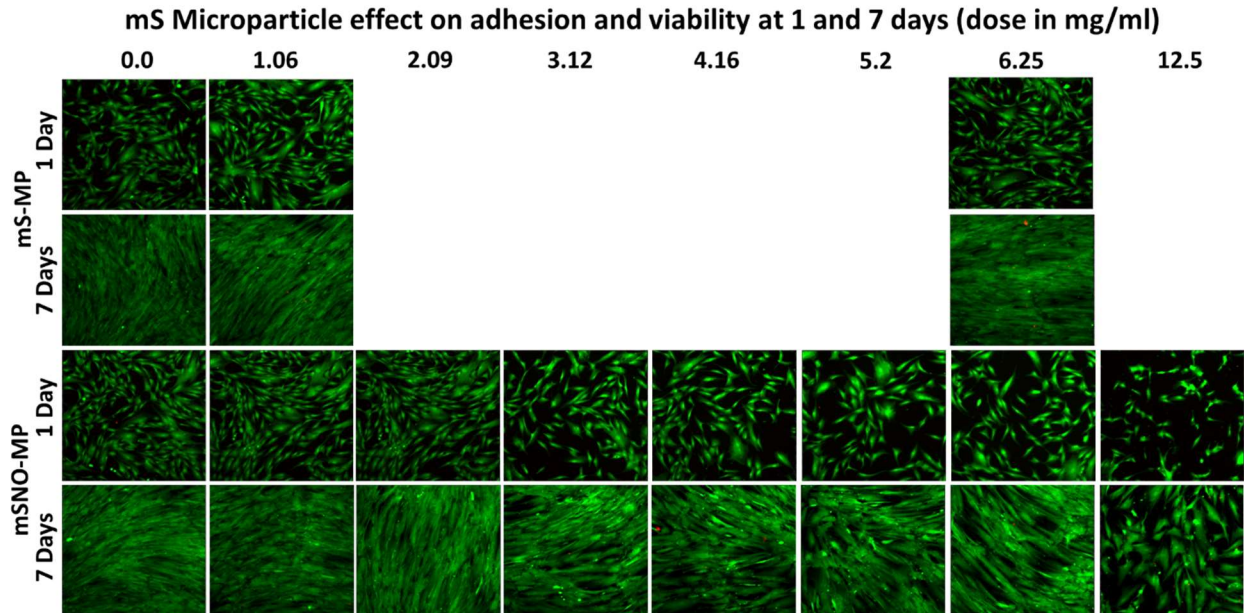 mS Microparticle effect on adhesion and viability at 1 and 7 days (dose in mg/ml)
0.0 1.06 2.09 3.12 4.16 5.2 6.25 12.5
mS-MP
1 Day
7 Days
mSNO-MP
1 Day
7 Days